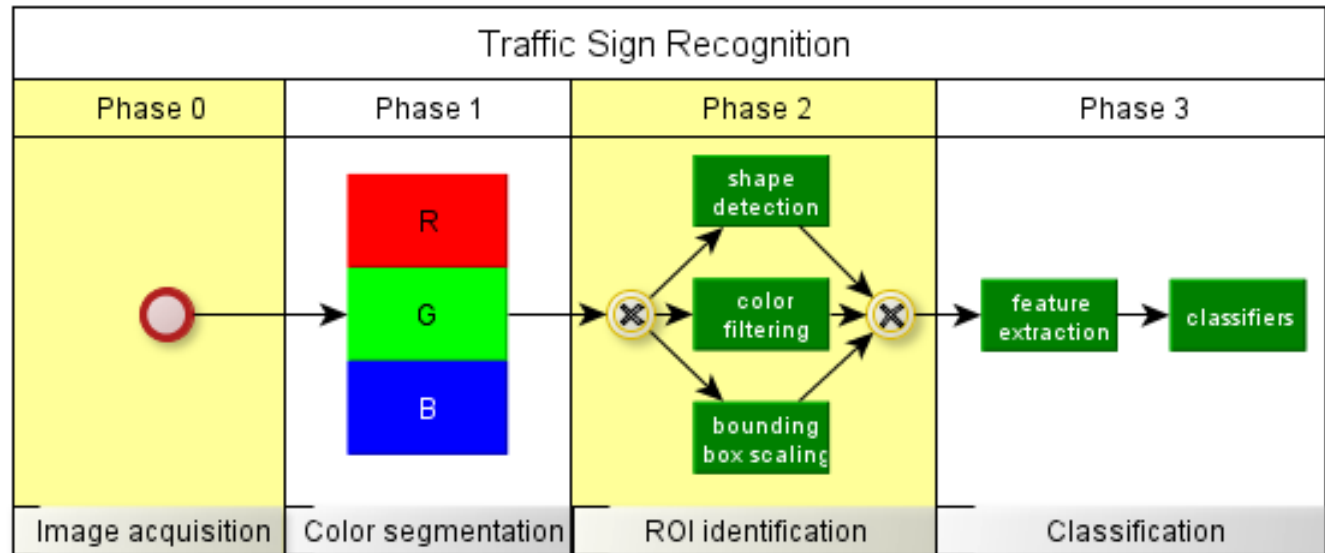 Traffic Sign Recognition
Phase 0
Phase 1
Phase 2
Phase 3
R
G
B
shape
detection
color
filtering
bounding
box scaling
feature
extraction
classifiers
Image acquisition
Color segmentation
ROI identification
Classification